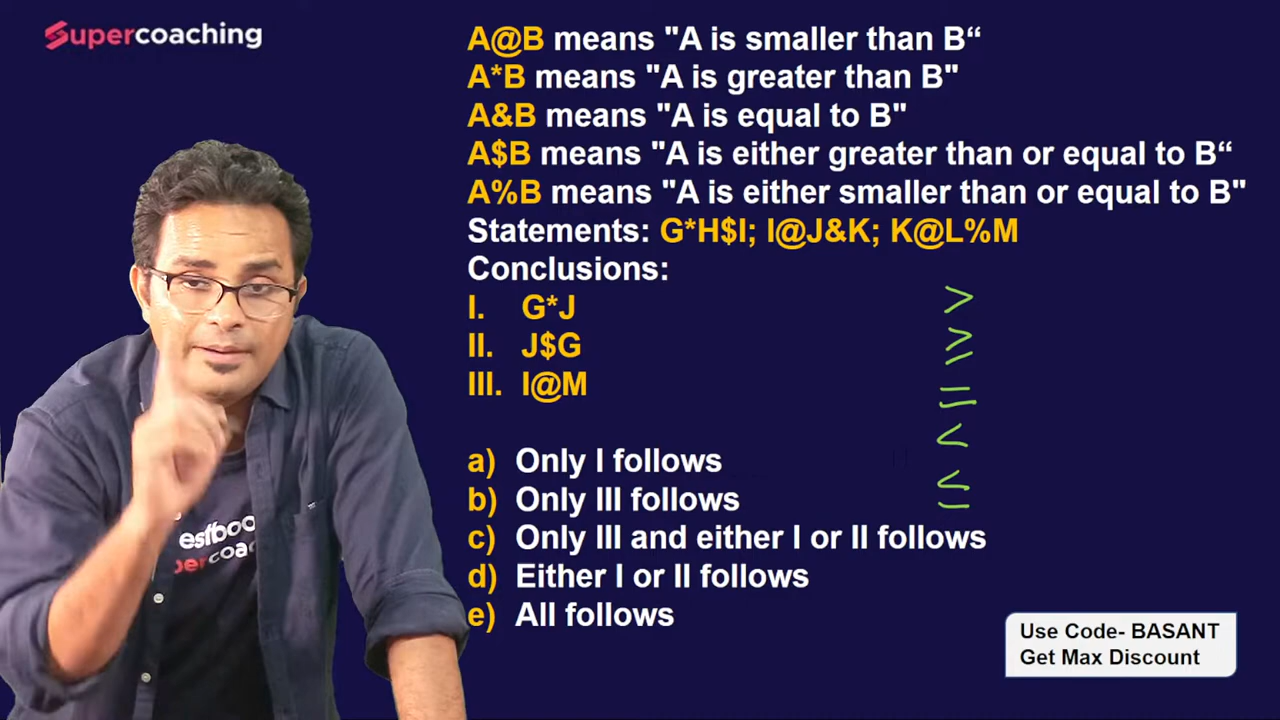 Supercoaching
A@B means "A is smaller than B“
A*B means "A is greater than B"
A&B means "A is equal to B"
A$B means "A is either greater than or equal to B“
A%B means "A is either smaller than or equal to B"
Statements: G*H$I; I@J&K; K@L%M
Conclusions:
I. G*J
II. J$G
III. I@M
>
≥
=
<
≤
a) Only I follows
b) Only III follows
c) Only III and either I or II follows
d) Either I or II follows
e) All follows
Use Code- BASANT
Get Max Discount